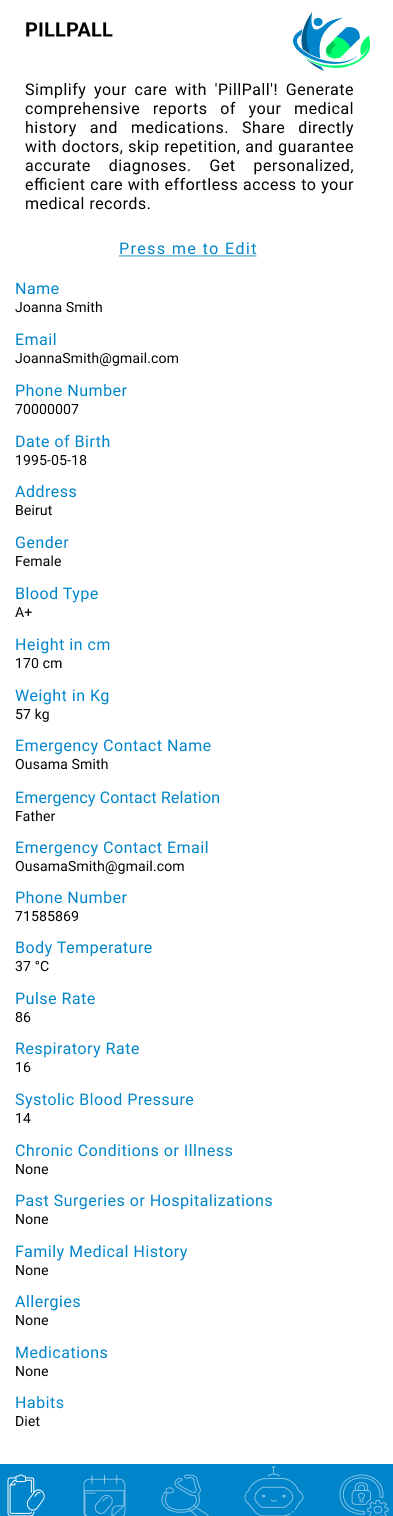 PILLPALL
Simplify your care with 'PillPall'! Generate
comprehensive reports of your medical
history and medications. Share directly
with doctors, skip repetition, and guarantee
accurate diagnoses. Get personalized,
efficient care with effortless access to your
medical records.
Press me to Edit
Name
Joanna Smith
Email
JoannaSmith@gmail.com
Phone Number
70000007
Date of Birth
1995-05-18
Address
Beirut
Gender
Female
Blood Type
A+
Height in cm
170 cm
Weight in Kg
57 kg
Emergency Contact Name
Ousama Smith
Emergency Contact Relation
Father
Emergency Contact Email
OusamaSmith@gmail.com
Phone Number
71585869
Body Temperature
37 °C
Pulse Rate
86
Respiratory Rate
16
Systolic Blood Pressure
14
Chronic Conditions or Illness
None
Past Surgeries or Hospitalizations
None
Family Medical History
None
Allergies
None
Medications
None
Habits
Diet